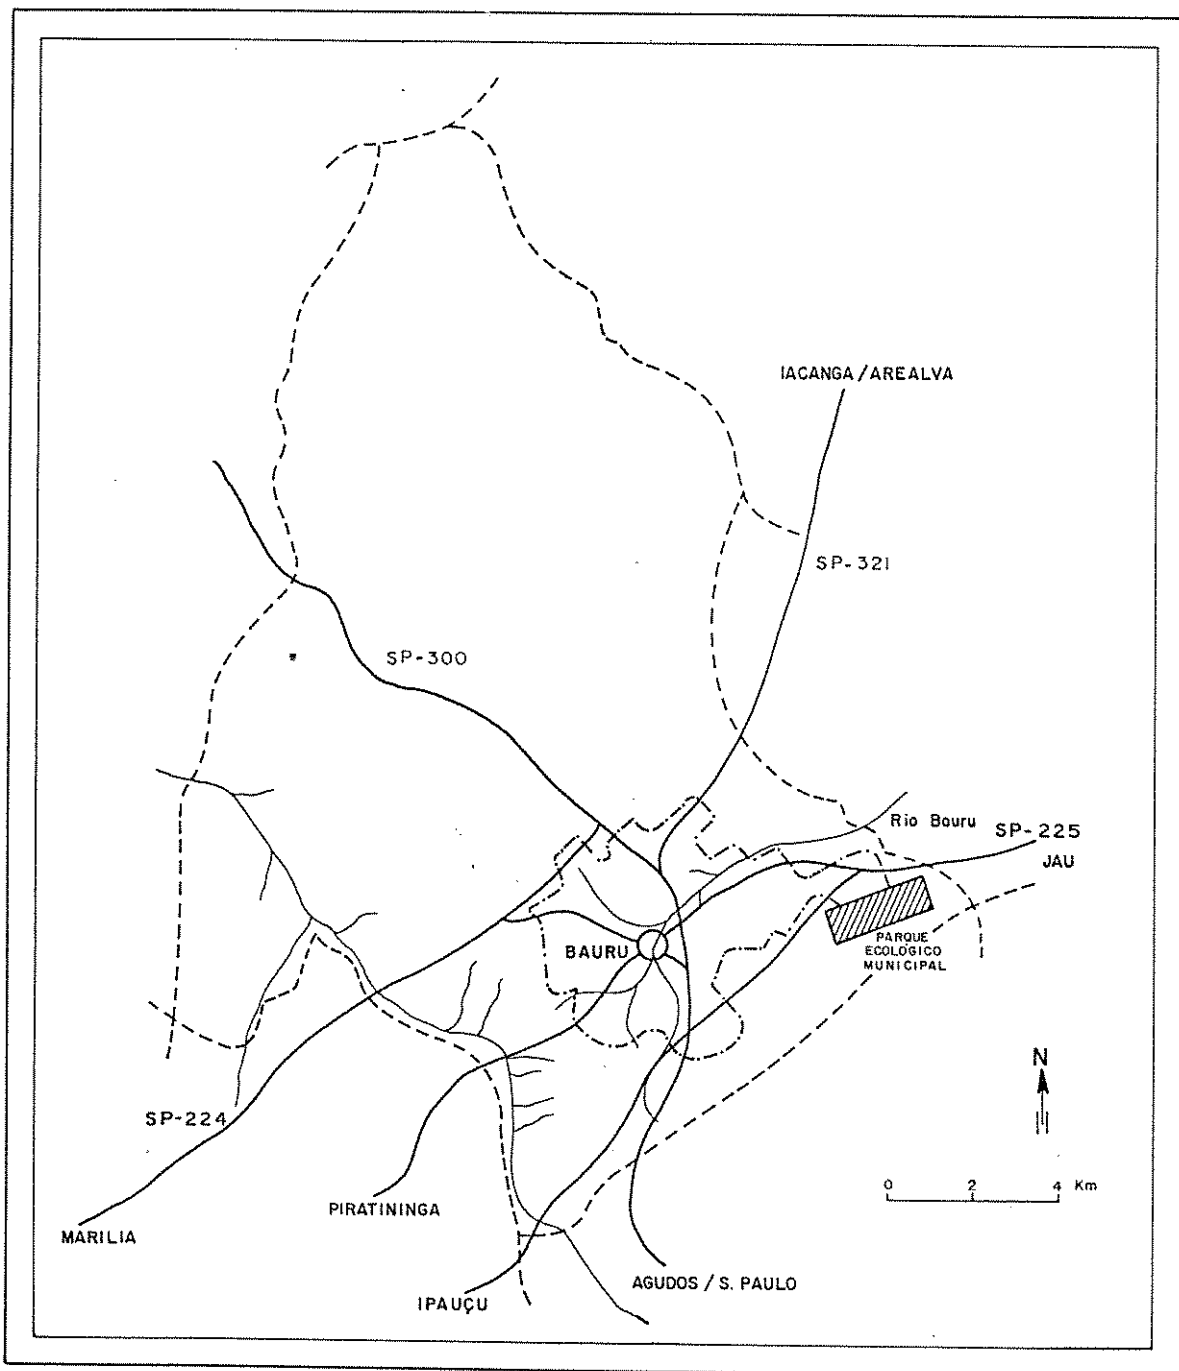 IACANGA / AREALVA
SP-321
SP-300
Rio Bauru
SP-225
JAU
BAURU
PARQUE
ECOLÓGICO
MUNICIPAL
N
SP-224
0 2 4 Km
PIRATININGA
MARILIA
AGUDOS / S. PAULO
IPAUÇU